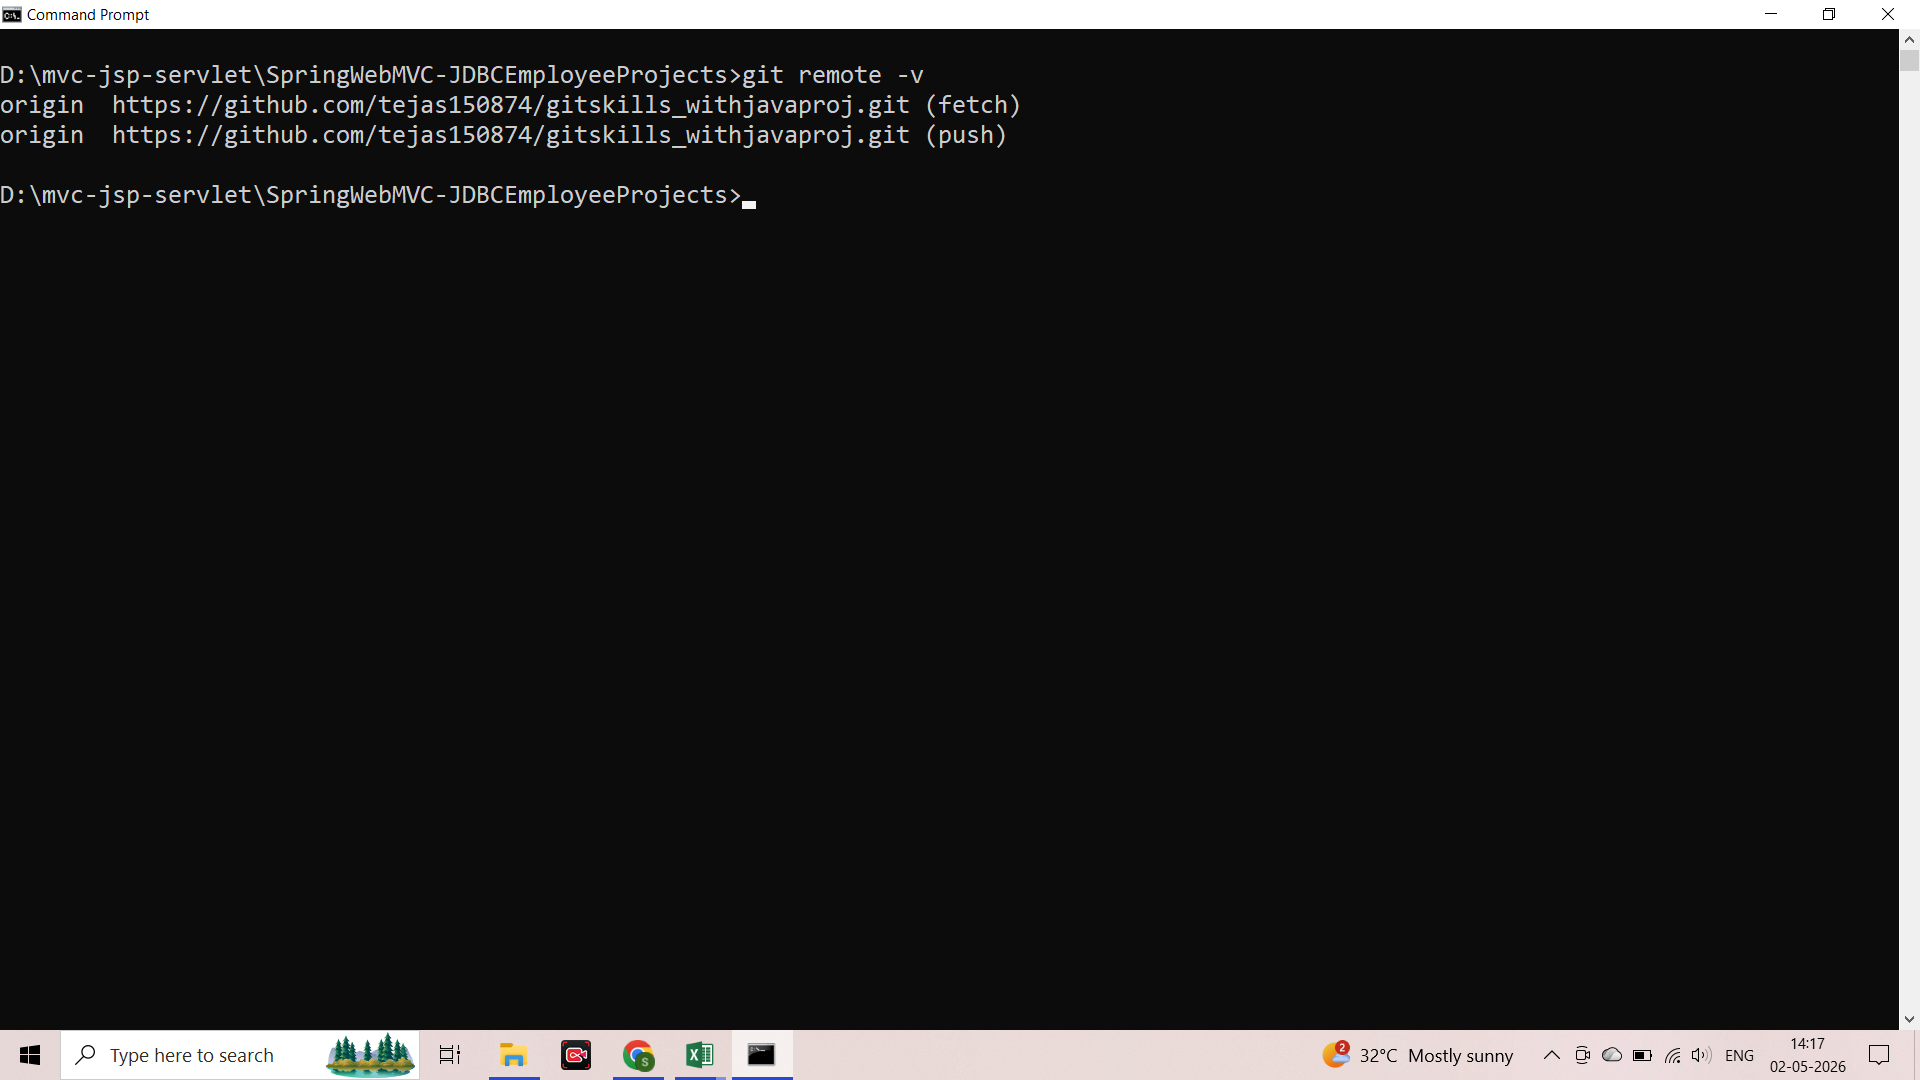 Command Prompt
D:\mvc-jsp-servlet\SpringWebMVC-JDBCEmployeeProjects>git remote -v
origin  https://github.com/tejas150874/gitskills_withjavaproj.git (fetch)
origin  https://github.com/tejas150874/gitskills_withjavaproj.git (push)
D:\mvc-jsp-servlet\SpringWebMVC-JDBCEmployeeProjects>
Type here to search
2
32°C Mostly sunny
ENG
14:17
02-05-2026